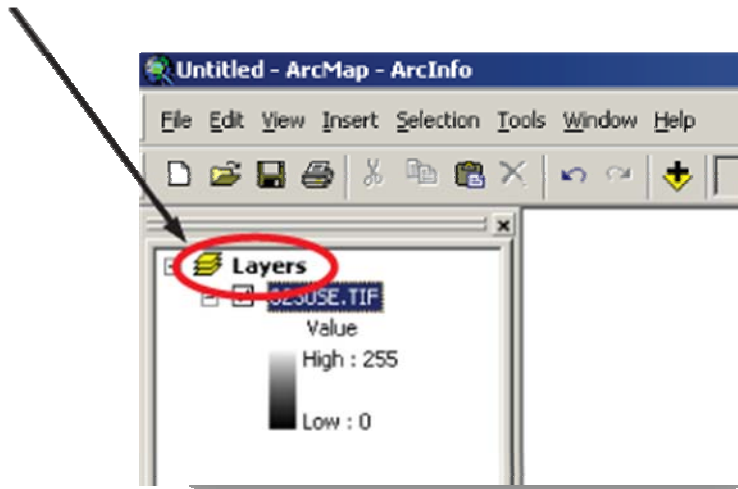 Untitled - ArcMap - ArcInfo
File Edit View Insert Selection Tools Window Help
Layers
Value
High : 255
Low : 0